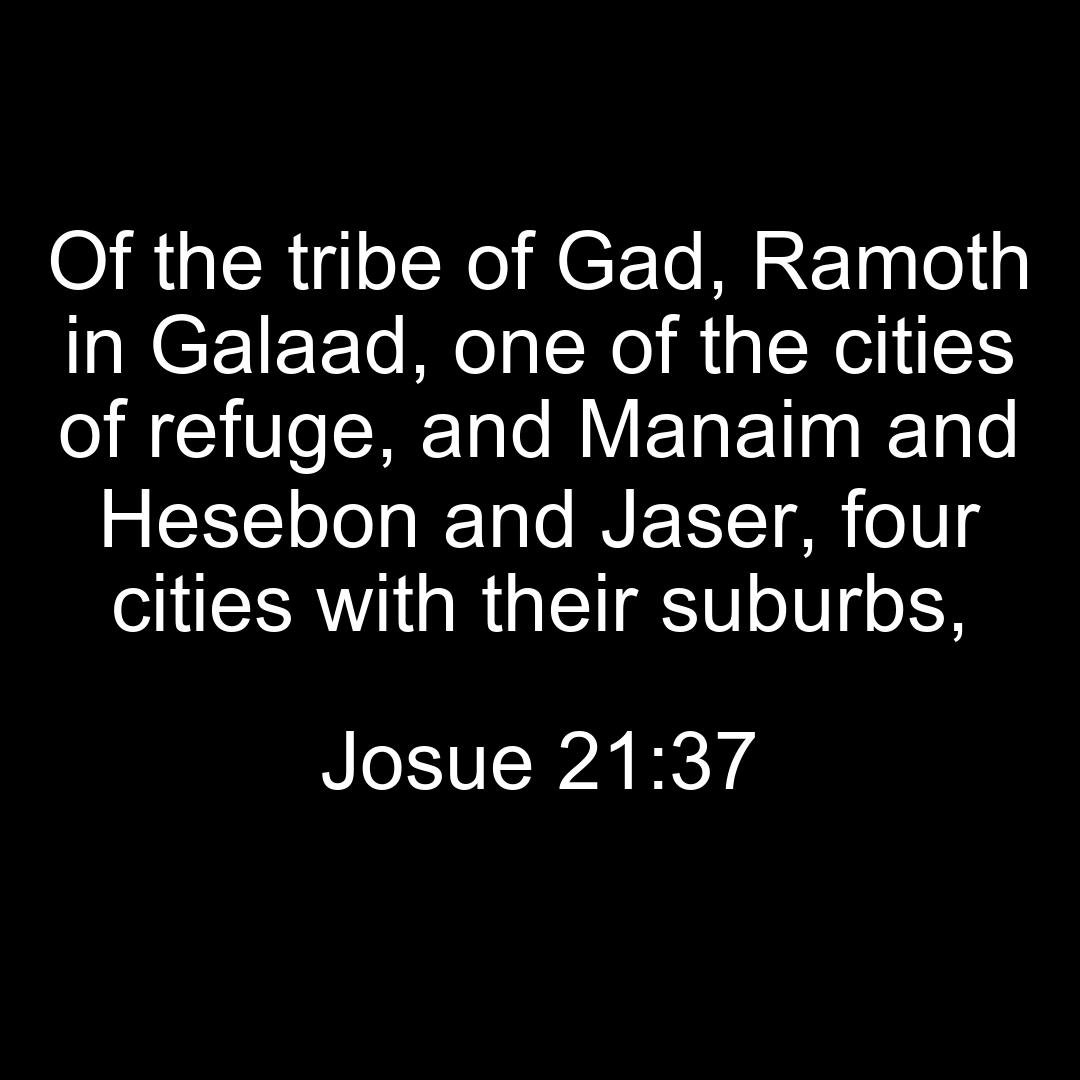 Of the tribe of Gad, Ramoth
in Galaad, one of the cities
of refuge, and Manaim and
Hesebon and Jaser, four
cities with their suburbs,
Josue 21:37